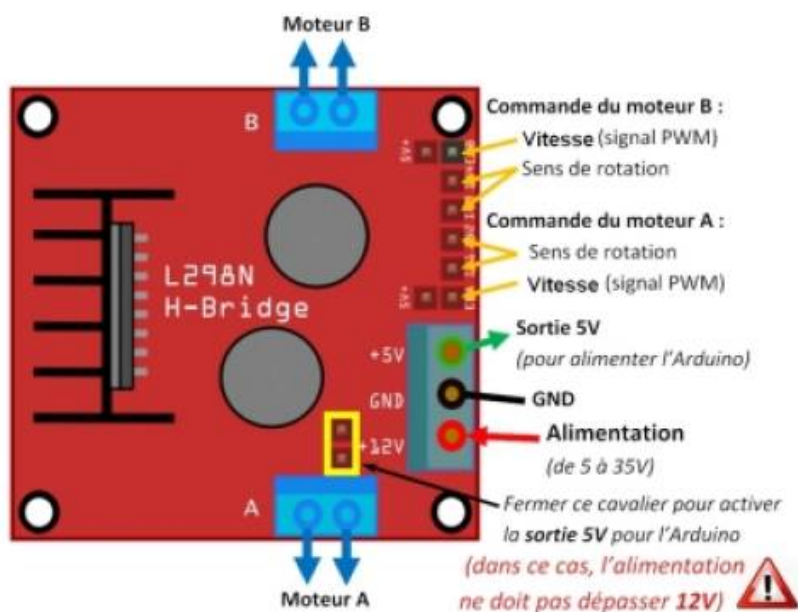 Moteur B
B
Commande du moteur B :
Vitesse (signal PWM)
5V+
Sens de rotation
Commande du moteur A :
Sens de rotation
Vitesse (signal PWM)
5V+
L298N
H-Bridge
Sortie 5V
+5V
(pour alimenter l'Arduino)
GND
GND
+12V
Alimentation
(de 5 à 35V)
A
Fermer ce cavalier pour activer
la sortie 5V pour l'Arduino
(dans ce cas, l'alimentation
ne doit pas dépasser 12V)
Moteur A